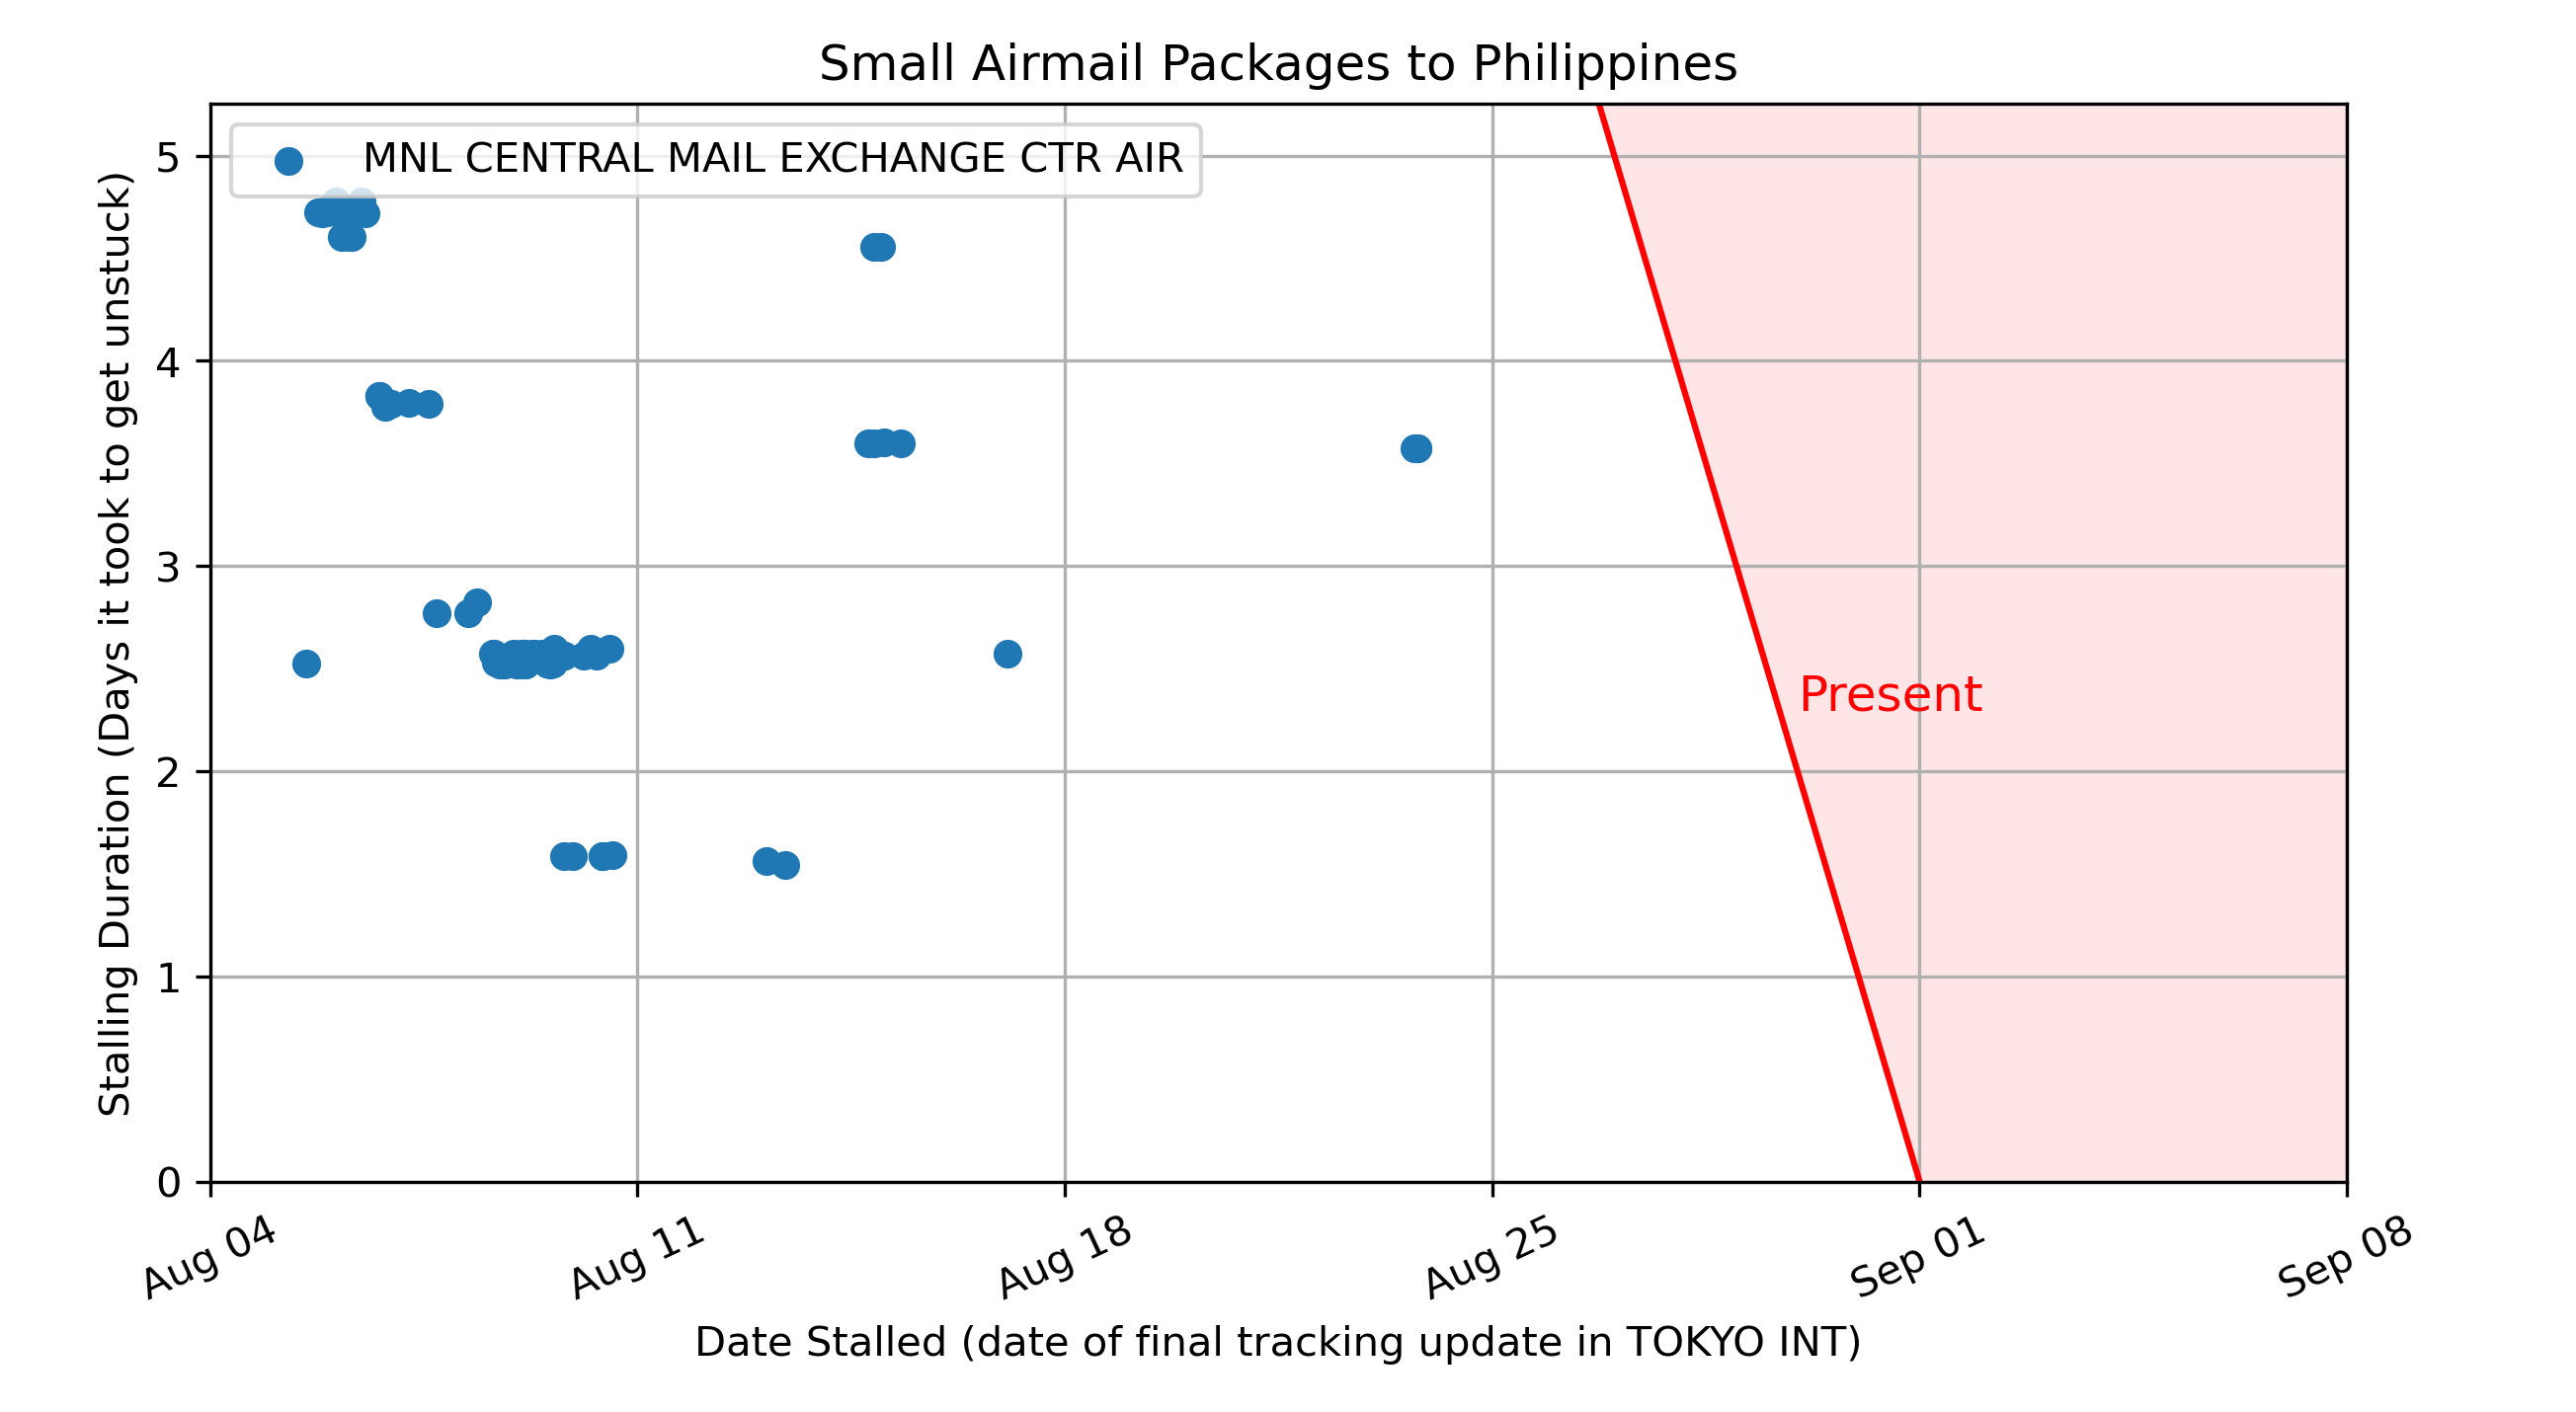 Small Airmail Packages to Philippines
MNL CENTRAL MAIL EXCHANGE CTR AIR
Stalling Duration (Days it took to get unstuck)
5
4
3
2
1
0
Present
Aug 04
Aug 11
Aug 18
Aug 25
Sep 01
Sep 08
Date Stalled (date of final tracking update in TOKYO INT)